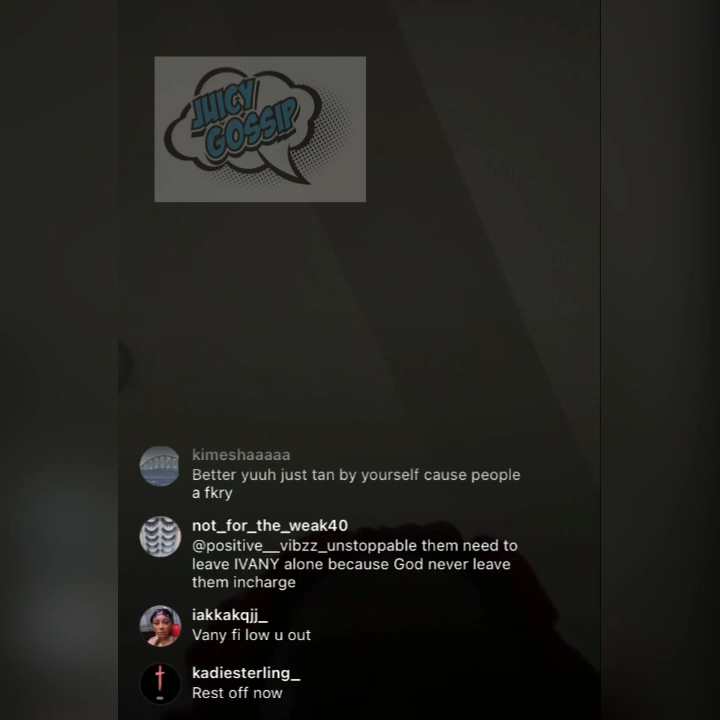 JUICY
GOSSIP
kimeshaaaaa
Better yuuh just tan by yourself cause people
a fkry
not_for_the_weak40
@positive__vibzz_unstoppable them need to
leave IVANY alone because God never leave
them incharge
iakkakqjj_
Vany fi low u out
kadiesterling_
Rest off now